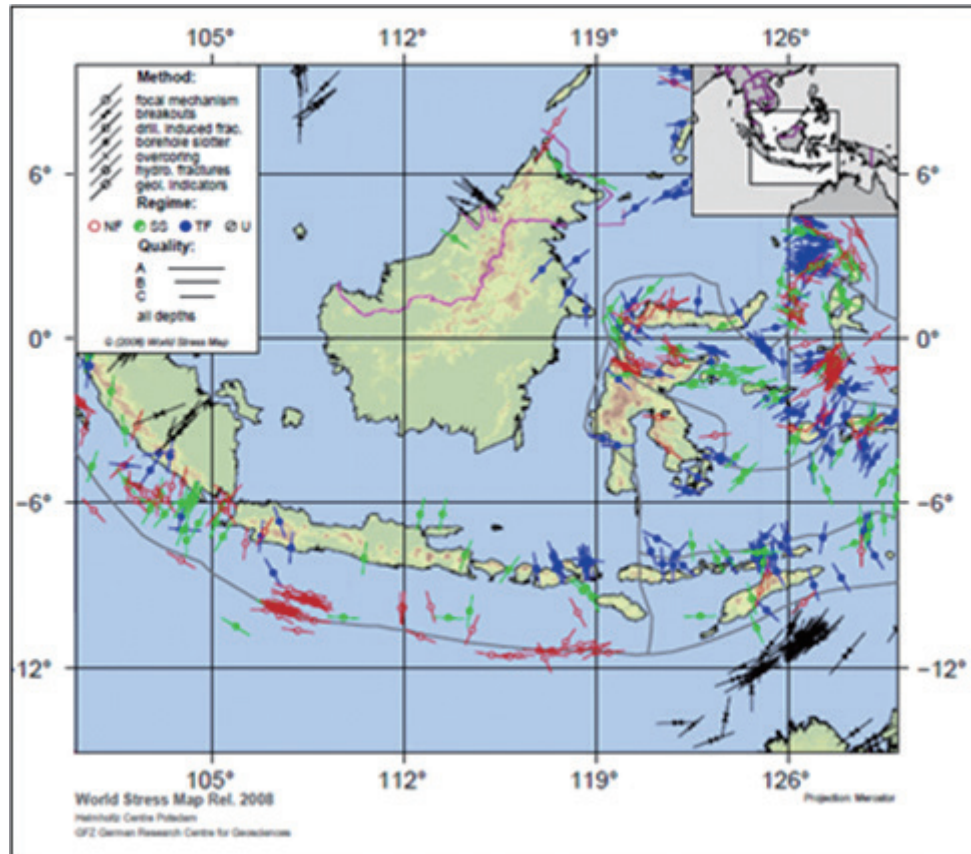 105° 112° 119° 126°
Method:
focal mechanism
breakouts
drill. induced frac.
borehole slotter
overcoring
hydro. fractures
geol. indicators
Regime:
NF SS TF U
Quality:
A
B
C
all depths
© (2008) World Stress Map
6° 6°
0° 0°
-6° -6°
-12° -12°
105° 112° 119° 126°
World Stress Map Rel. 2008
Projection: Mercator
Helmholtz Centre Potsdam
GFZ German Research Centre for Geosciences